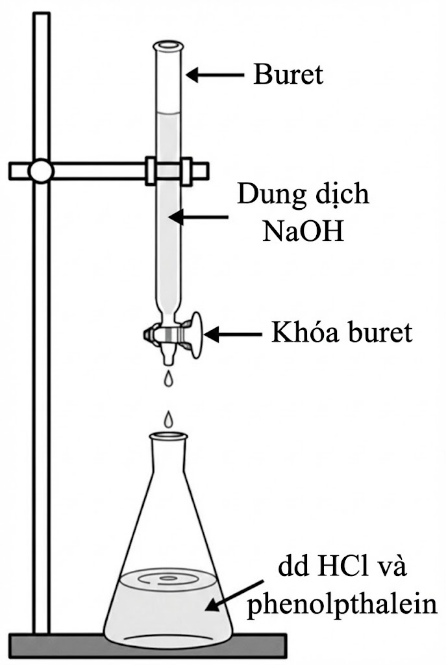 Buret
Dung dịch
NaOH
Khóa buret
dd HCl và
phenolpthalein